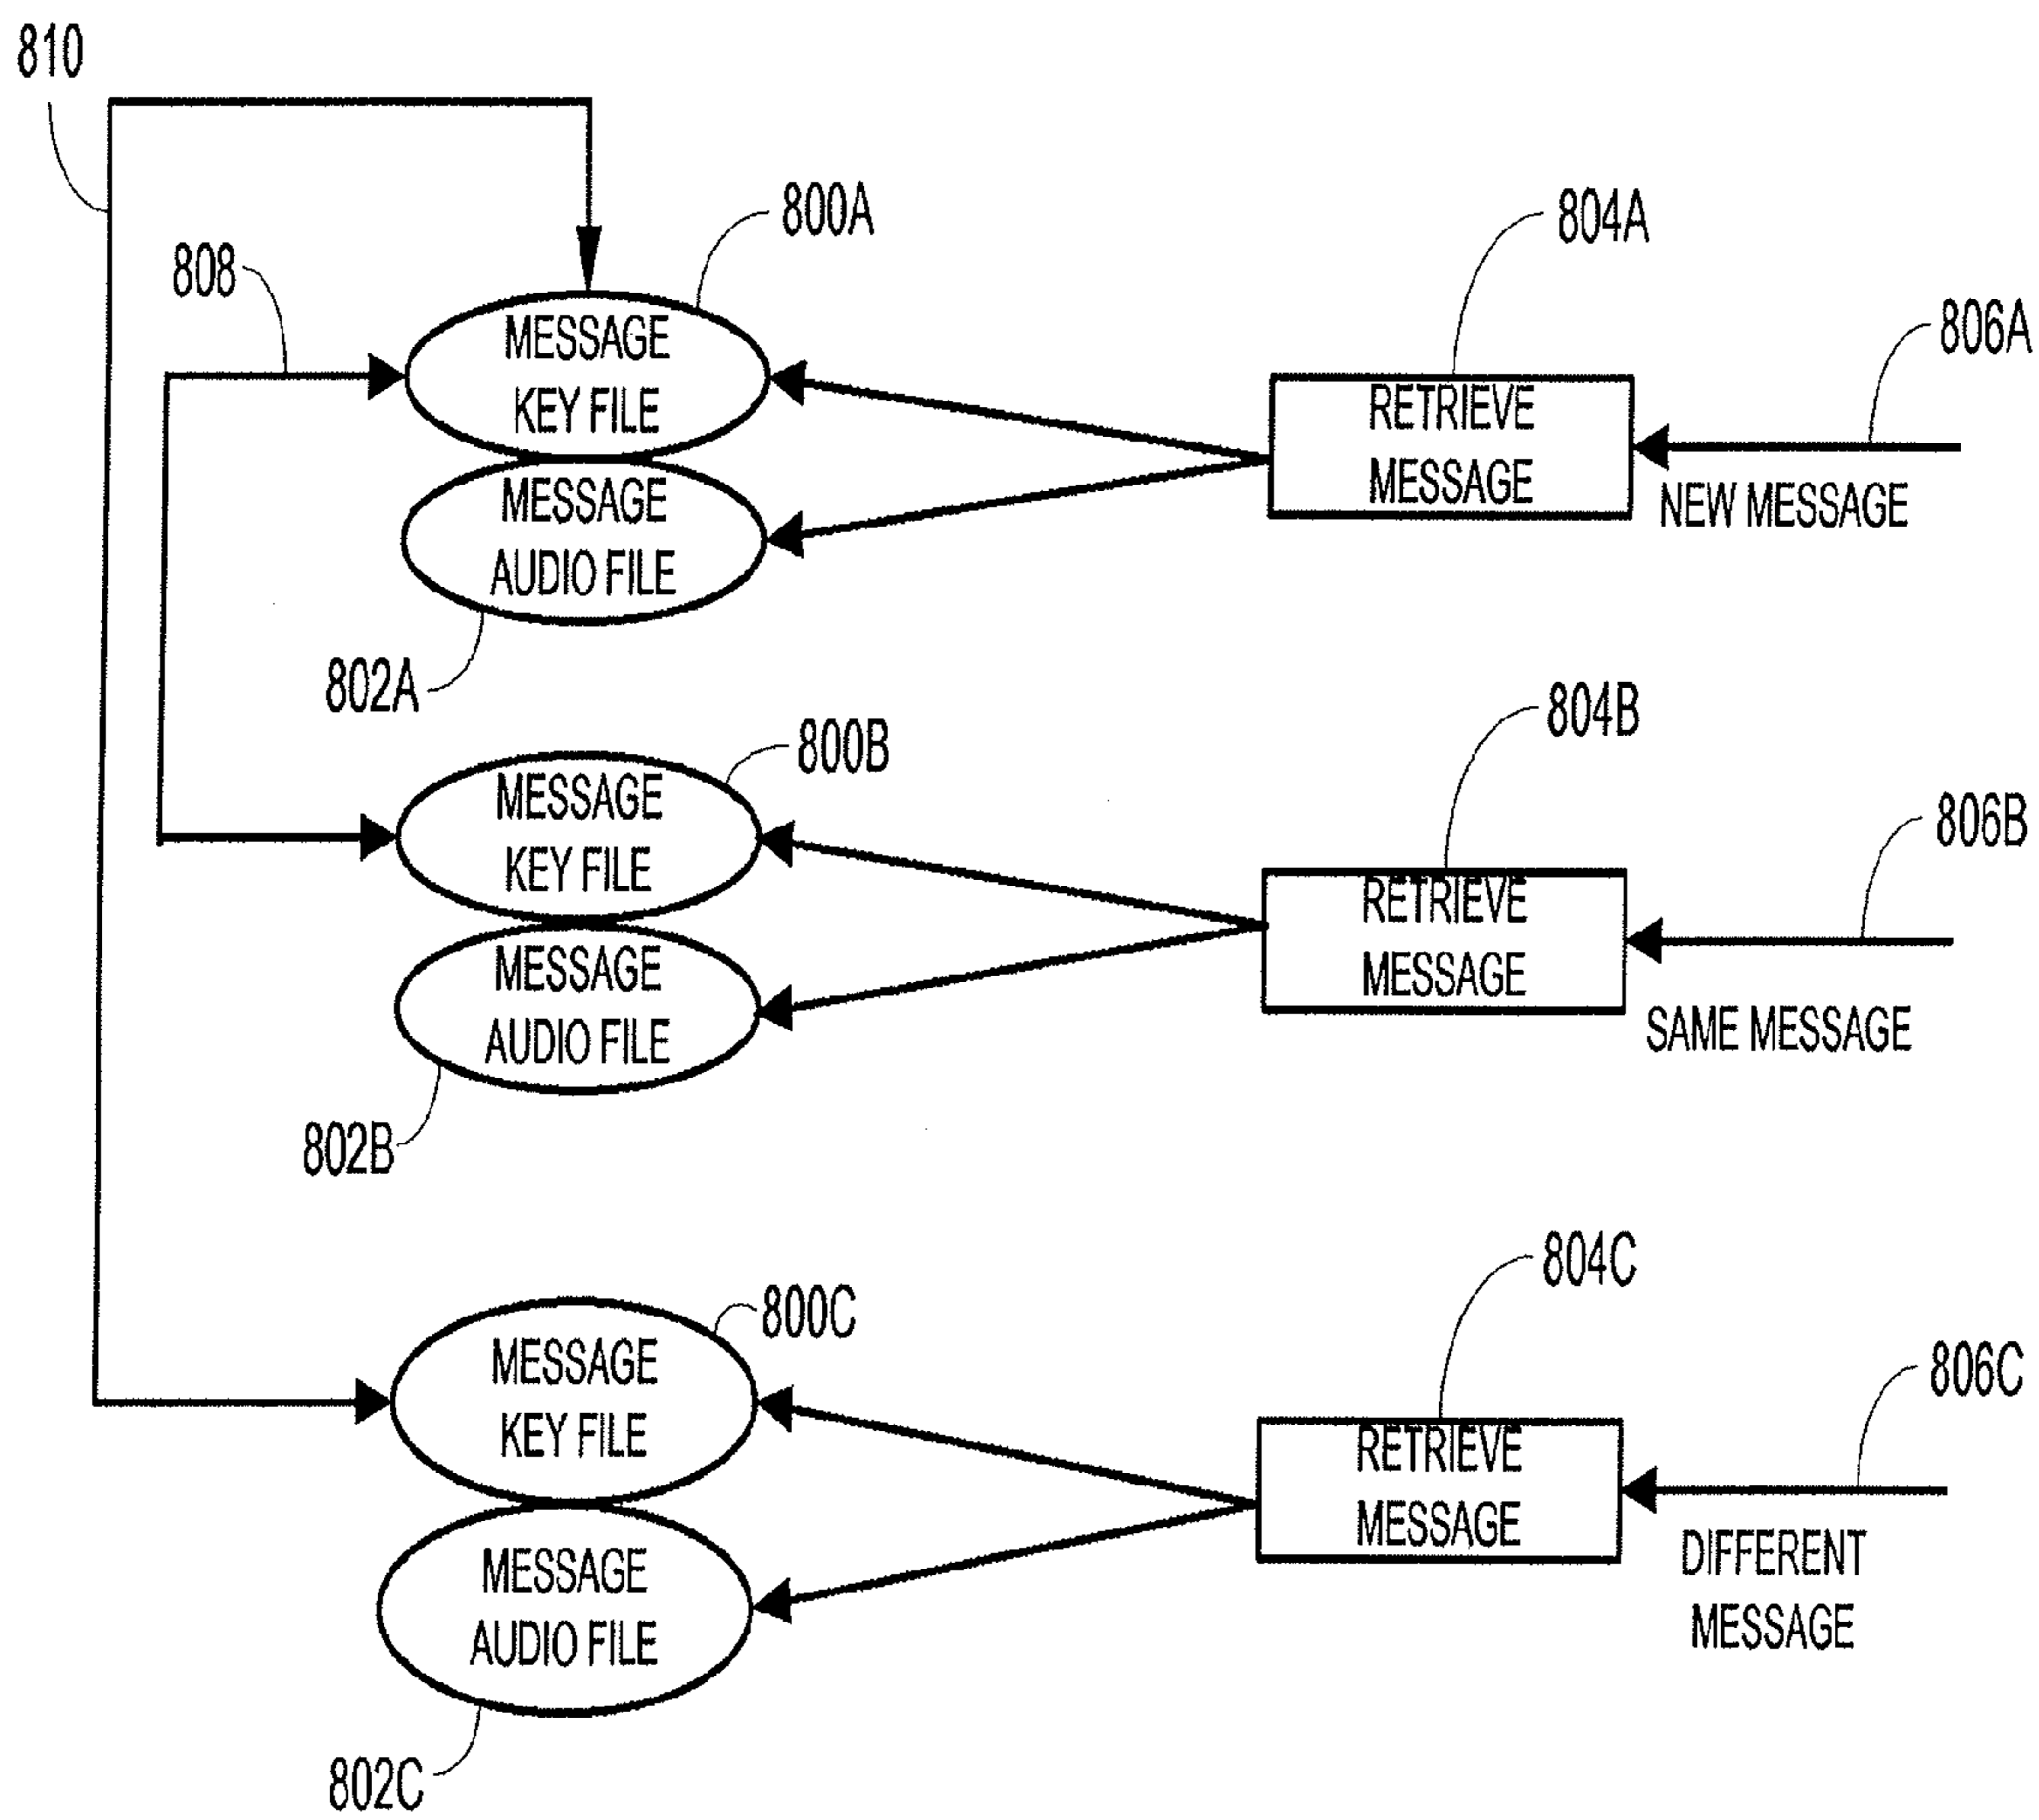 810
800A
804A
808
806A
MESSAGE
KEY FILE
RETRIEVE
MESSAGE
NEW MESSAGE
MESSAGE
AUDIO FILE
802A
804B
800B
806B
MESSAGE
KEY FILE
RETRIEVE
MESSAGE
SAME MESSAGE
MESSAGE
AUDIO FILE
802B
804C
800C
806C
MESSAGE
KEY FILE
RETRIEVE
MESSAGE
DIFFERENT
MESSAGE
MESSAGE
AUDIO FILE
802C